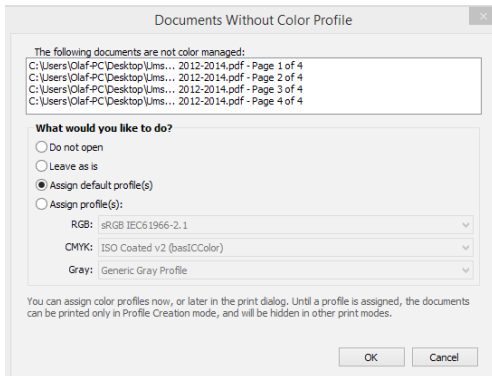 Documents Without Color Profile
The following documents are not color managed:
C:\Users\Olaf-PC\Desktop\Ums... 2012-2014.pdf - Page 1 of 4
C:\Users\Olaf-PC\Desktop\Ums... 2012-2014.pdf - Page 2 of 4
C:\Users\Olaf-PC\Desktop\Ums... 2012-2014.pdf - Page 3 of 4
C:\Users\Olaf-PC\Desktop\Ums... 2012-2014.pdf - Page 4 of 4
What would you like to do?
Do not open
Leave as is
Assign default profile(s)
Assign profile(s):
RGB: sRGB IEC61966-2.1
CMYK: ISO Coated v2 (basICColor)
Gray: Generic Gray Profile
You can assign color profiles now, or later in the print dialog. Until a profile is assigned, the documents
can be printed only in Profile Creation mode, and will be hidden in other print modes.
OK Cancel